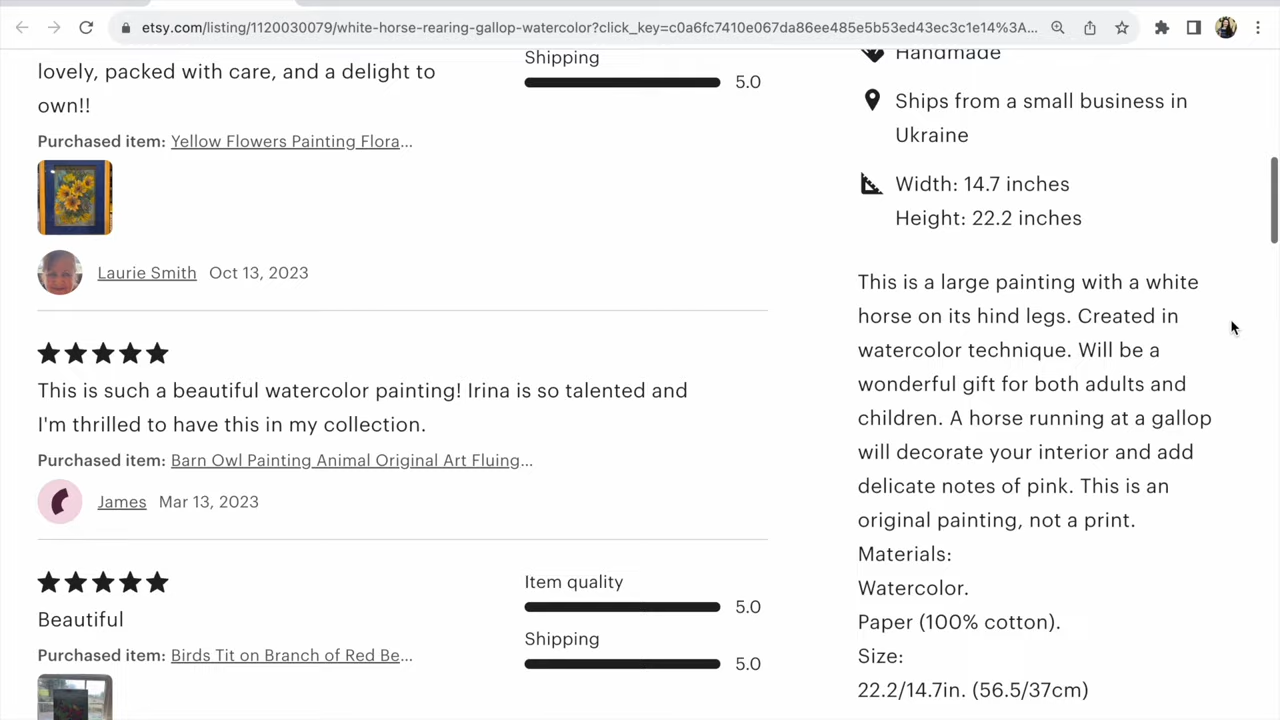 etsy.com/listing/1120030079/white-horse-rearing-gallop-watercolor?click_key=c0a6fc7410e067da86ee485e5b53ed43ec3c1e14%3A...
lovely, packed with care, and a delight to
own!!
Purchased item: Yellow Flowers Painting Flora...
Laurie Smith Oct 13, 2023
Shipping
5.0
This is such a beautiful watercolor painting! Irina is so talented and
I'm thrilled to have this in my collection.
Purchased item: Barn Owl Painting Animal Original Art Fluing...
James Mar 13, 2023
Beautiful
Purchased item: Birds Tit on Branch of Red Be...
Item quality
5.0
Shipping
5.0
Handmade
Ships from a small business in
Ukraine
Width: 14.7 inches
Height: 22.2 inches
This is a large painting with a white
horse on its hind legs. Created in
watercolor technique. Will be a
wonderful gift for both adults and
children. A horse running at a gallop
will decorate your interior and add
delicate notes of pink. This is an
original painting, not a print.
Materials:
Watercolor.
Paper (100% cotton).
Size:
22.2/14.7in. (56.5/37cm)